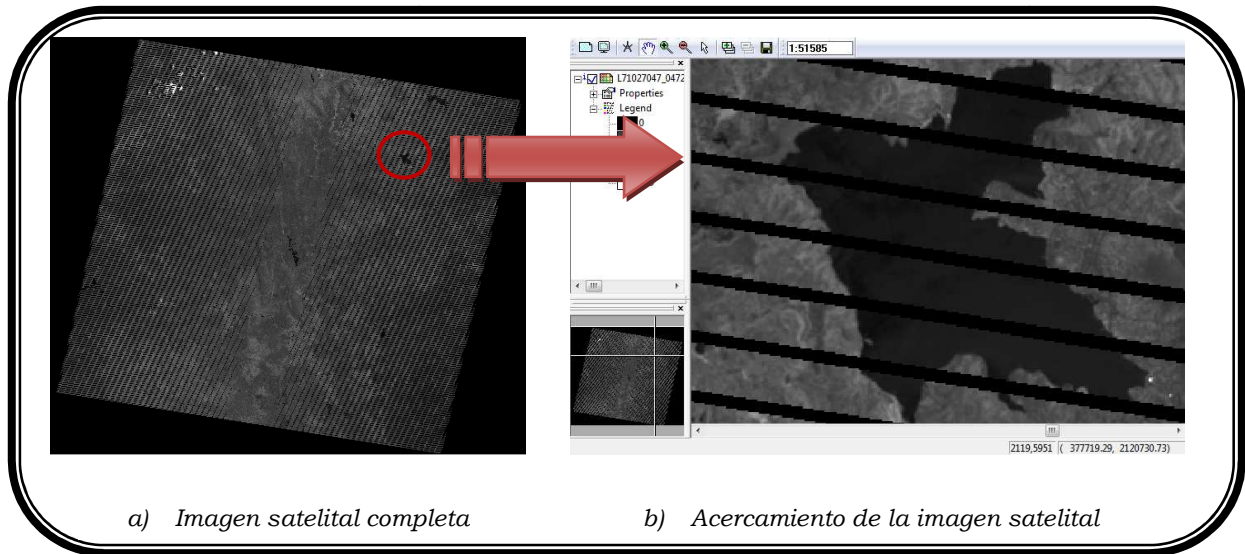 1:51585
L71027047_0472
Properties
Legend
0
2119,5951 ( 377719.29, 2120730.73)
a) Imagen satelital completa
b) Acercamiento de la imagen satelital